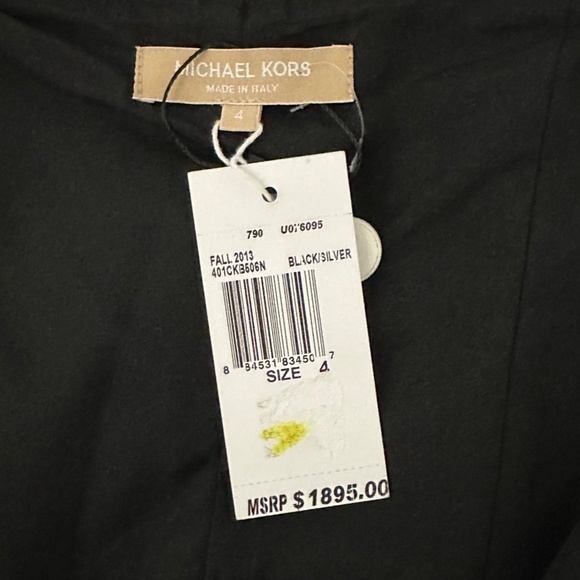 MICHAEL KORS
MADE IN ITALY
4
790 U076095
FALL 2013
401CKB606N BLACK/SILVER
8 84531 83450 7
SIZE 4
MSRP $1895.00